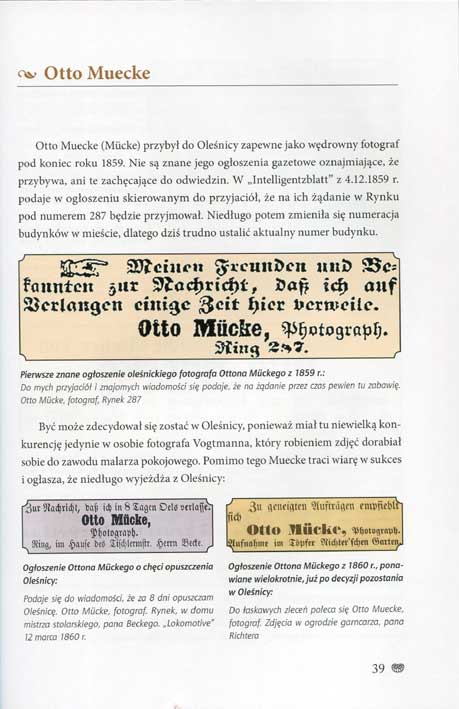 Otto Muecke
Otto Muecke (Mücke) przybył do Oleśnicy zapewne jako wędrowny fotograf
pod koniec roku 1859. Nie są znane jego ogłoszenia gazetowe oznajmiające, że
przybywa, ani te zachęcające do odwiedzin. W „Intelligentzblatt” z 4.12.1859 r.
podaje w ogłoszeniu skierowanym do przyjaciół, że na ich żądanie w Rynku
pod numerem 287 będzie przyjmował. Niedługo potem zmieniła się numeracja
budynków w mieście, dlatego dziś trudno ustalić aktualny numer budynku.
Meinen Freunden und Be-
kannten zur Nachricht, daß ich auf
Verlangen einige Zeit hier verweile.
Otto Mücke, Photograph.
Ring 287.
Pierwsze znane ogłoszenie oleśnickiego fotografa Ottona Mückego z 1859 r.:
Do mych przyjaciół i znajomych wiadomości się podaje, że na żądanie przez czas pewien tu zabawię.
Otto Mücke, fotograf, Rynek 287
Być może zdecydował się zostać w Oleśnicy, ponieważ miał tu niewielką kon-
kurencję jedynie w osobie fotografa Vogtmanna, który robieniem zdjęć dorabiał
sobie do zawodu malarza pokojowego. Pomimo tego Muecke traci wiarę w sukces
i ogłasza, że niedługo wyjeżdża z Oleśnicy:
Zur Nachricht, daß ich in 8 Tagen Oels verlasse.
Otto Mücke,
Photograph.
Ring, im Hause des Tischlermstr. Herrn Beck.
Ogłoszenie Ottona Mückego o chęci opuszczenia
Oleśnicy:
Podaje się do wiadomości, że za 8 dni opuszczam
Oleśnicę. Otto Mücke, fotograf. Rynek, w domu
mistrza stolarskiego, pana Beckego. „Lokomotive”
12 marca 1860 r.
Zu geneigten Aufträgen empfiehlt
sich
Otto Mücke, Photograph.
Aufnahme im Töpfer Richter'schen Garten.
Ogłoszenie Ottona Mückego z 1860 r., pona-
wiane wielokrotnie, już po decyzji pozostania
w Oleśnicy:
Do łaskawych zleceń poleca się Otto Muecke,
fotograf. Zdjęcia w ogrodzie garncarza, pana
Richtera
39